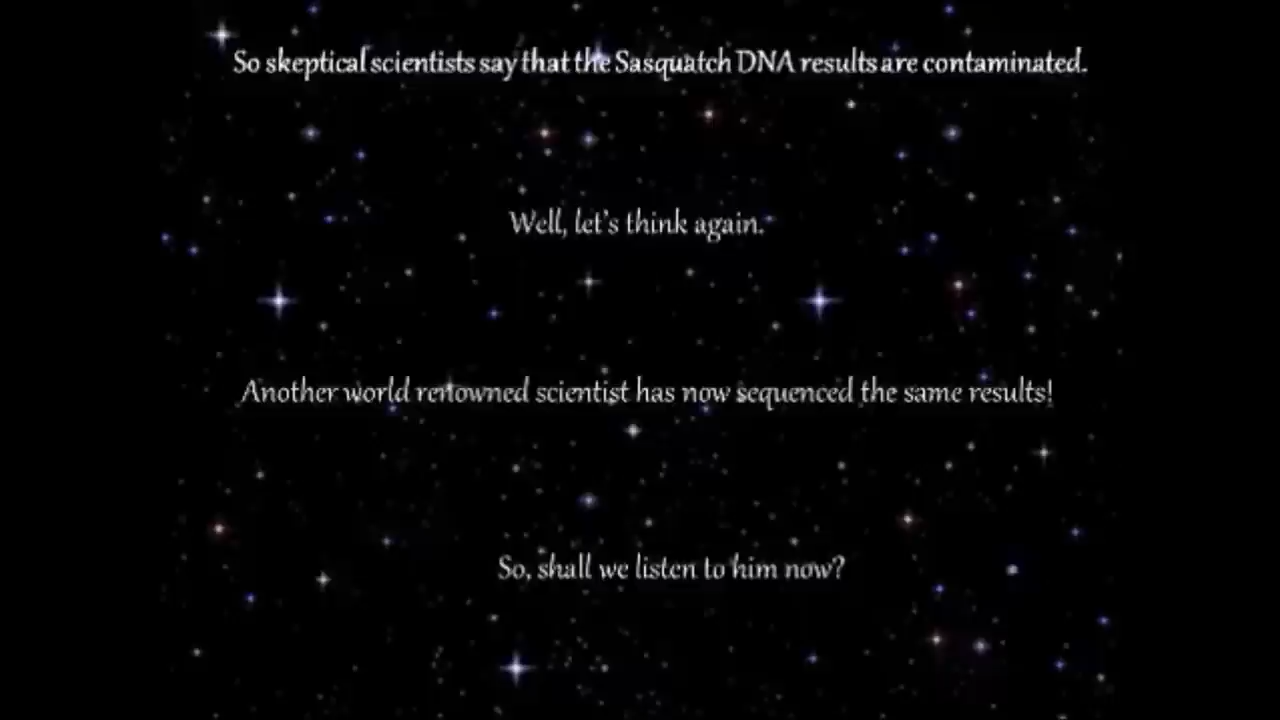 So skeptical scientists say that the Sasquatch DNA results are contaminated.
Well, let's think again.
Another world renowned scientist has now sequenced the same results!
So, shall we listen to him now?